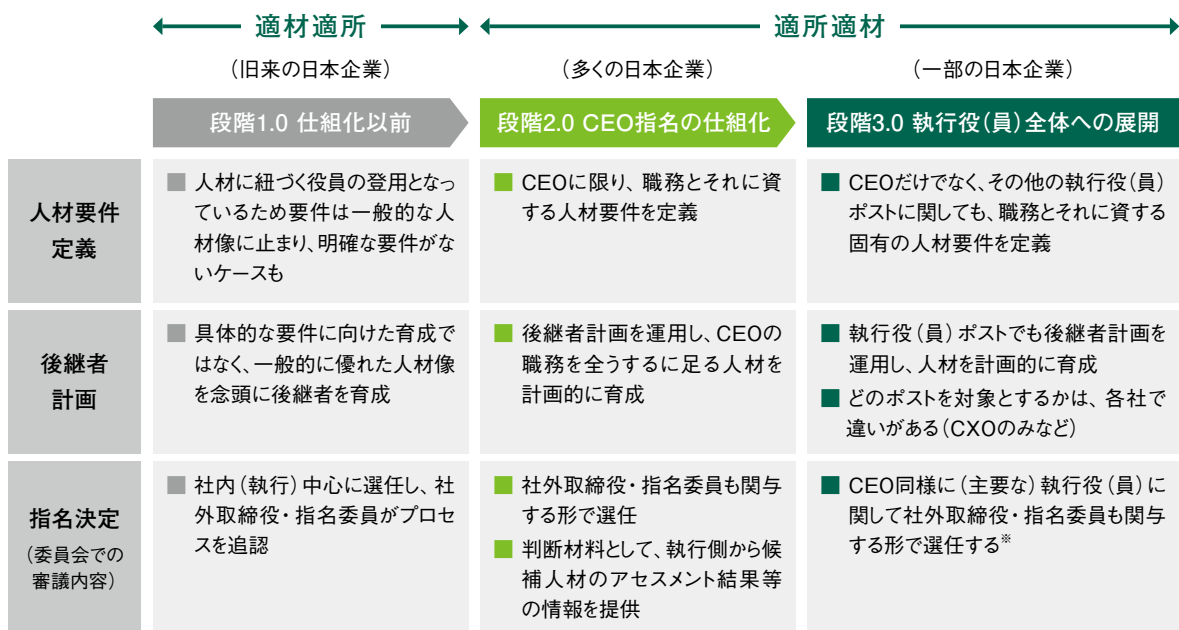 適材適所
適所適材
（旧来の日本企業）
（多くの日本企業）
（一部の日本企業）
段階1.0 仕組化以前
段階2.0 CEO指名の仕組化
段階3.0 執行役（員）全体への展開
人材要件
定義
■ 人材に紐づく役員の登用となっ
ているため要件は一般的な人
材像に止まり、明確な要件がな
いケースも
■ CEOに限り、職務とそれに資
する人材要件を定義
■ CEOだけでなく、その他の執行役（員）
ポストに関しても、職務とそれに資する
固有の人材要件を定義
後継者
計画
■ 具体的な要件に向けた育成で
はなく、一般的に優れた人材像
を念頭に後継者を育成
■ 後継者計画を運用し、CEOの
職務を全うするに足る人材を
計画的に育成
■ 執行役（員）ポストでも後継者計画を
運用し、人材を計画的に育成
■ どのポストを対象とするかは、各社で
違いがある（CXOのみなど）
指名決定
（委員会での
審議内容）
■ 社内（執行）中心に選任し、社
外取締役・指名委員がプロセ
スを追認
■ 社外取締役・指名委員も関与
する形で選任
■ 判断材料として、執行側から候
補人材のアセスメント結果等
の情報を提供
■ CEO同様に（主要な）執行役（員）に
関して社外取締役・指名委員も関与
する形で選任する※